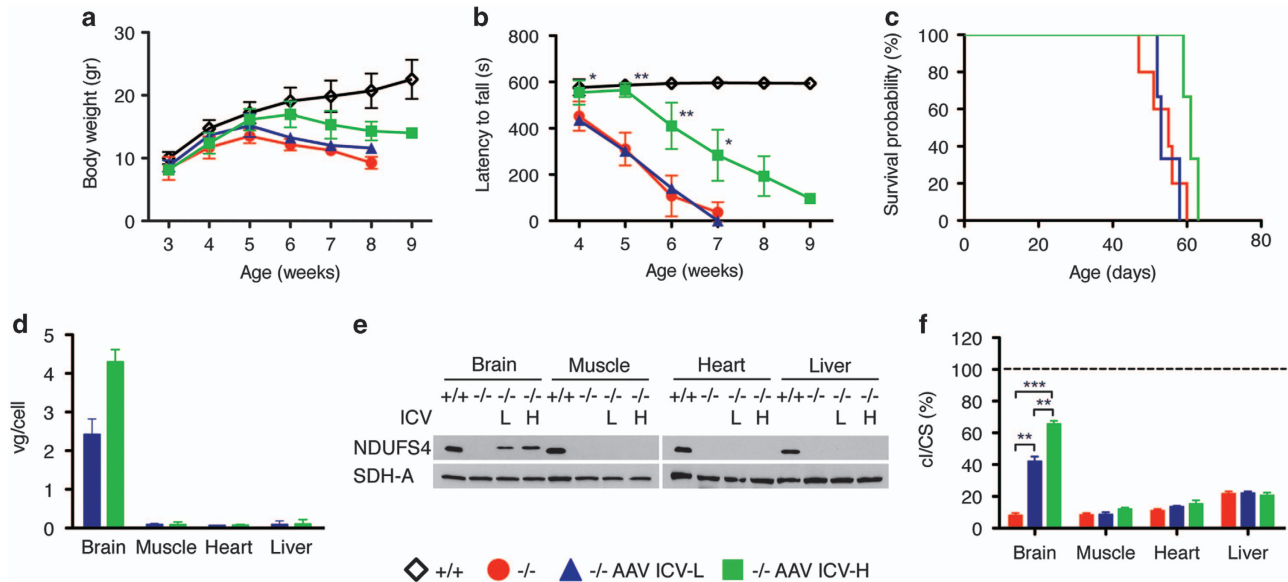 a
Body weight (gr)
30
20
10
0
3 4 5 6 7 8 9
Age (weeks)
b
Latency to fall (s)
800
600
400
200
0
* ** ** *
4 5 6 7 8 9
Age (weeks)
c
Survival probability (%)
100
80
60
40
20
0
0 20 40 60 80
Age (days)
d
vg/cell
5
4
3
2
1
0
Brain Muscle Heart Liver
e
Brain Muscle Heart Liver
+/+ -/- -/- -/- +/+ -/- -/- -/- +/+ -/- -/- -/- +/+ -/- -/- -/-
ICV L H L H L H L H
NDUFS4
SDH-A
f
cI/CS (%)
120
100
80
60
40
20
0
***
**
**
Brain Muscle Heart Liver
+/+ -/- -/- AAV ICV-L -/- AAV ICV-H